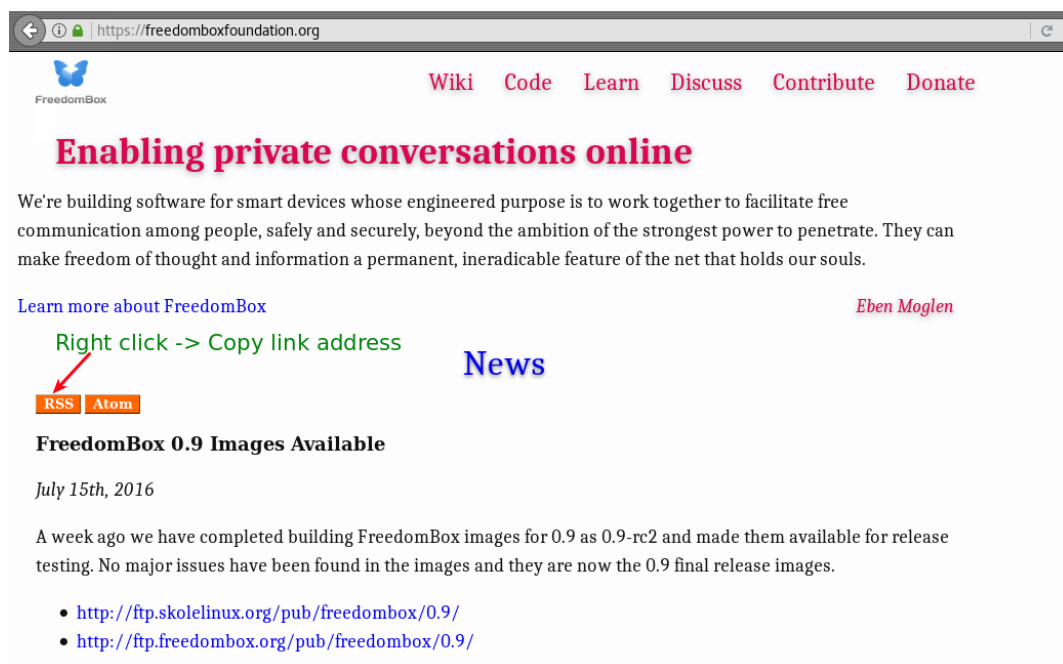 https://freedomboxfoundation.org
FreedomBox
Wiki Code Learn Discuss Contribute Donate
Enabling private conversations online
We're building software for smart devices whose engineered purpose is to work together to facilitate free
communication among people, safely and securely, beyond the ambition of the strongest power to penetrate. They can
make freedom of thought and information a permanent, ineradicable feature of the net that holds our souls.
Learn more about FreedomBox
Eben Moglen
Right click -> Copy link address
News
RSS Atom
FreedomBox 0.9 Images Available
July 15th, 2016
A week ago we have completed building FreedomBox images for 0.9 as 0.9-rc2 and made them available for release
testing. No major issues have been found in the images and they are now the 0.9 final release images.
• http://ftp.skolelinux.org/pub/freedombox/0.9/
• http://ftp.freedombox.org/pub/freedombox/0.9/